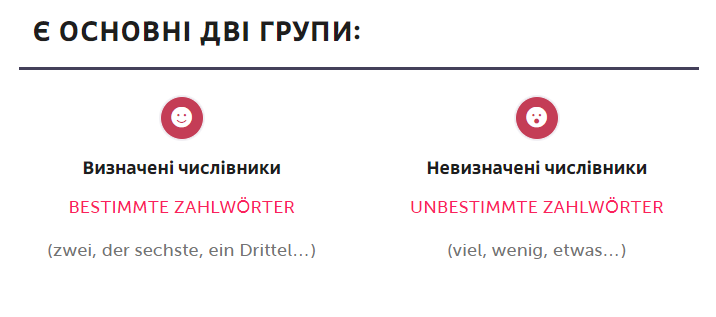 Є ОСНОВНІ ДВІ ГРУПИ:
Визначені числівники
BESTIMMTE ZAHLWÖRTER
(zwei, der sechste, ein Drittel...)
Невизначені числівники
UNBESTIMMTE ZAHLWÖRTER
(viel, wenig, etwas...)